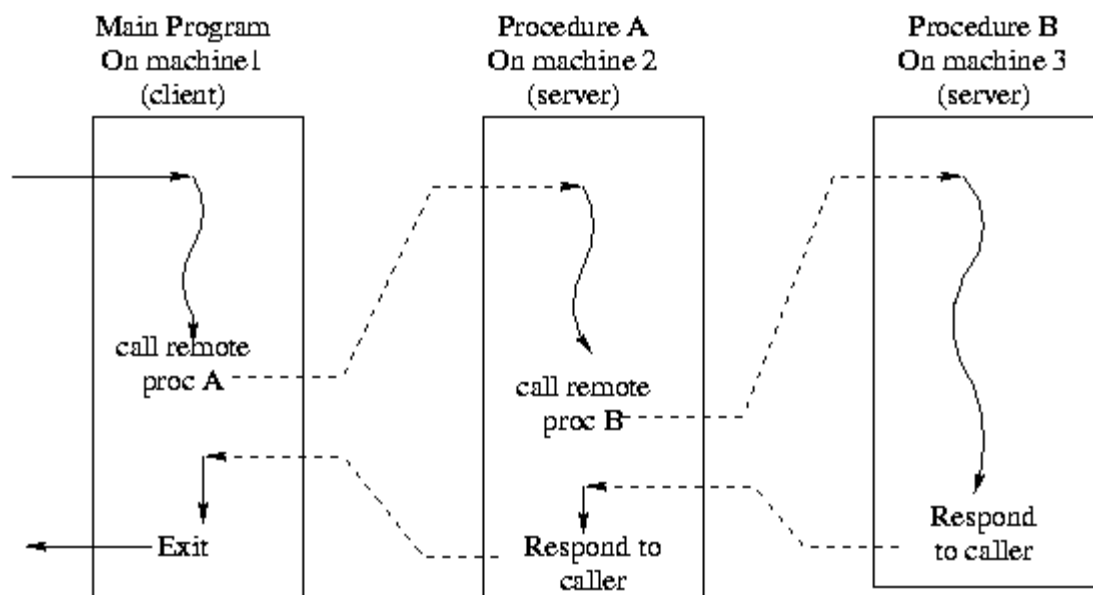 Main Program
On machine1
(client)
Procedure A
On machine 2
(server)
Procedure B
On machine 3
(server)
call remote
proc A
Exit
call remote
proc B
Respond to
caller
Respond
to caller